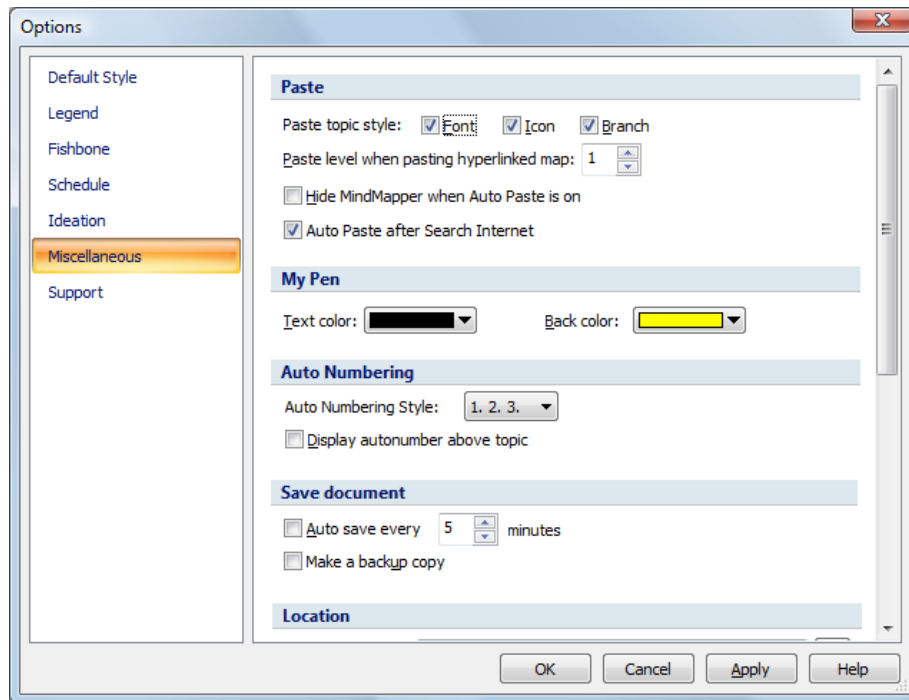 Options
Default Style
Legend
Fishbone
Schedule
Ideation
Miscellaneous
Support
Paste
Paste topic style: Font Icon Branch
Paste level when pasting hyperlinked map: 1
Hide MindMapper when Auto Paste is on
Auto Paste after Search Internet
My Pen
Text color: Back color:
Auto Numbering
Auto Numbering Style: 1. 2. 3.
Display autonumber above topic
Save document
Auto save every 5 minutes
Make a backup copy
Location
OK Cancel Apply Help